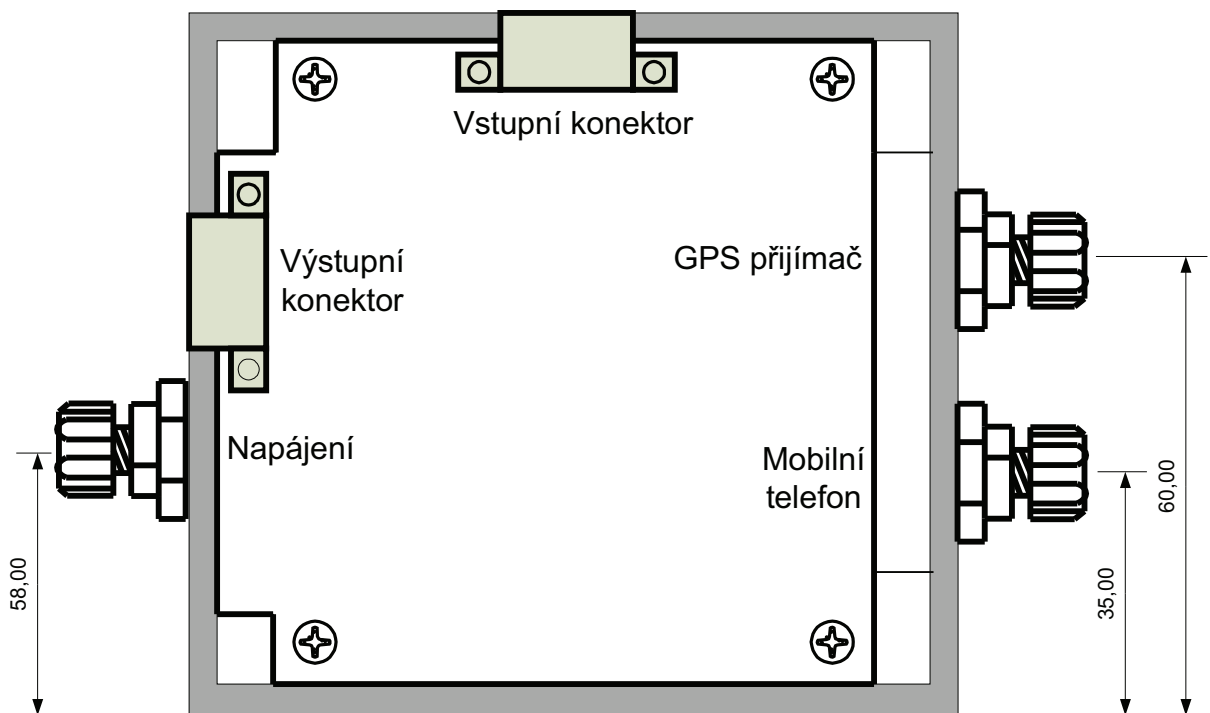 Vstupní konektor
Výstupní
konektor
GPS přijímač
Napájení
Mobilní
telefon
58,00
35,00
60,00